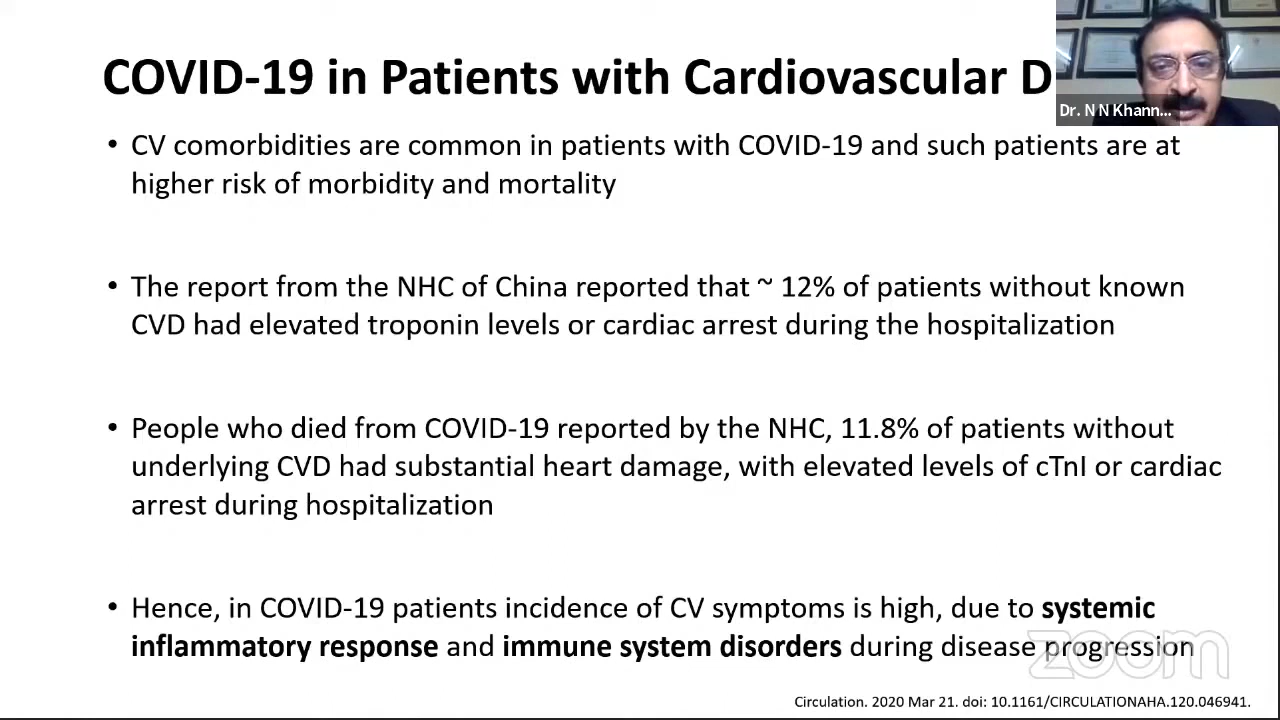 COVID-19 in Patients with Cardiovascular D
Dr. N N Khann...
• CV comorbidities are common in patients with COVID-19 and such patients are at
higher risk of morbidity and mortality
• The report from the NHC of China reported that ~ 12% of patients without known
CVD had elevated troponin levels or cardiac arrest during the hospitalization
• People who died from COVID-19 reported by the NHC, 11.8% of patients without
underlying CVD had substantial heart damage, with elevated levels of cTnI or cardiac
arrest during hospitalization
• Hence, in COVID-19 patients incidence of CV symptoms is high, due to systemic
inflammatory response and immune system disorders during disease progression
zoom
Circulation. 2020 Mar 21. doi: 10.1161/CIRCULATIONAHA.120.046941.